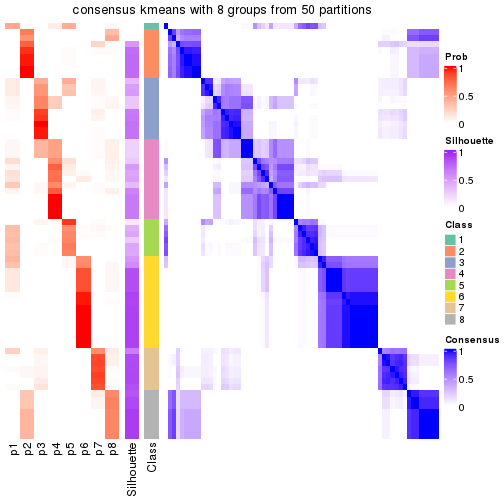 consensus kmeans with 8 groups from 50 partitions
Prob
1
0.5
0
Silhouette
1
0.5
0
Class
1
2
3
4
5
6
7
8
Consensus
1
0.5
0
p1
p2
p3
p4
p5
p6
p7
p8
Silhouette
Class